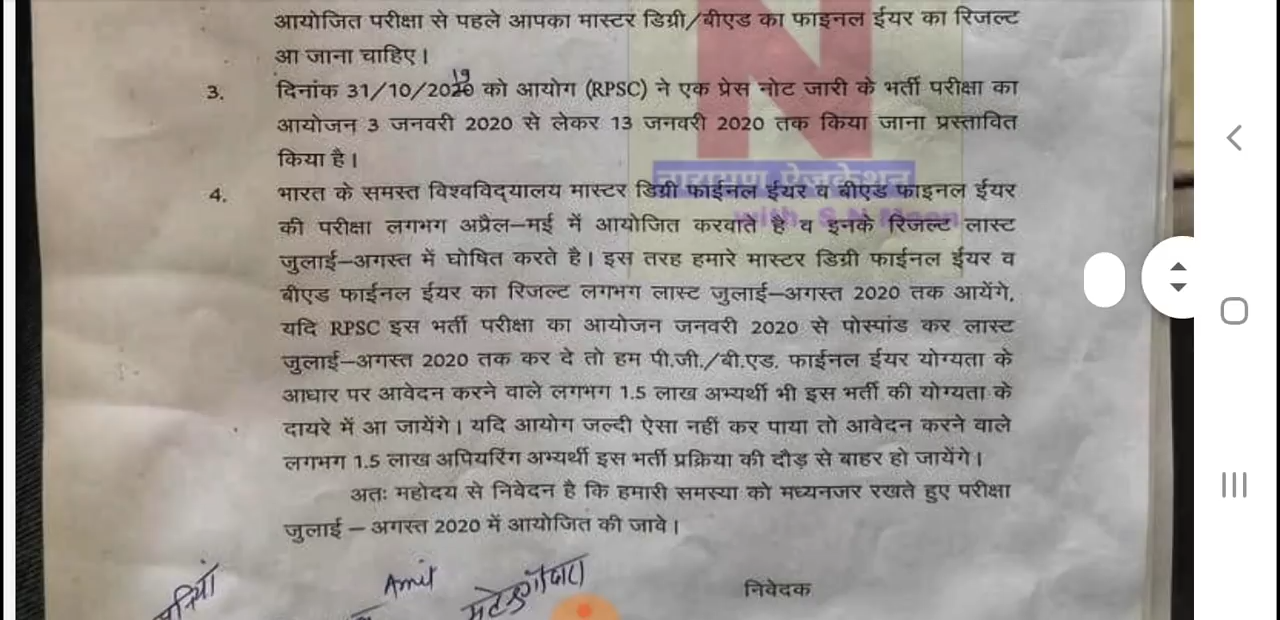 आयोजित परीक्षा से पहले आपका मास्टर डिग्री/बीएड का फाइनल ईयर का रिजल्ट
आ जाना चाहिए।
3. दिनांक 31/10/2019 को आयोग (RPSC) ने एक प्रेस नोट जारी के भर्ती परीक्षा का
आयोजन 3 जनवरी 2020 से लेकर 13 जनवरी 2020 तक किया जाना प्रस्तावित
किया है।
N
नारायण ऐजुकेशन
4. भारत के समस्त विश्वविद्यालय मास्टर डिग्री फाईनल ईयर व बीएड फाइनल ईयर
with S N Meen
की परीक्षा लगभग अप्रैल–मई में आयोजित करवाते है व इनके रिजल्ट लास्ट
जुलाई–अगस्त में घोषित करते है। इस तरह हमारे मास्टर डिग्री फाईनल ईयर व
बीएड फाईनल ईयर का रिजल्ट लगभग लास्ट जुलाई–अगस्त 2020 तक आयेंगे,
यदि RPSC इस भर्ती परीक्षा का आयोजन जनवरी 2020 से पोस्पांड कर लास्ट
जुलाई–अगस्त 2020 तक कर दे तो हम पी.जी./बी.एड. फाईनल ईयर योग्यता के
आधार पर आवेदन करने वाले लगभग 1.5 लाख अभ्यर्थी भी इस भर्ती की योग्यता के
दायरे में आ जायेंगे। यदि आयोग जल्दी ऐसा नहीं कर पाया तो आवेदन करने वाले
लगभग 1.5 लाख अपियरिंग अभ्यर्थी इस भर्ती प्रक्रिया की दौड़ से बाहर हो जायेंगे।
अतः महोदय से निवेदन है कि हमारी समस्या को मध्यनजर रखते हुए परीक्षा
जुलाई – अगस्त 2020 में आयोजित की जावे।
Amit
निवेदक